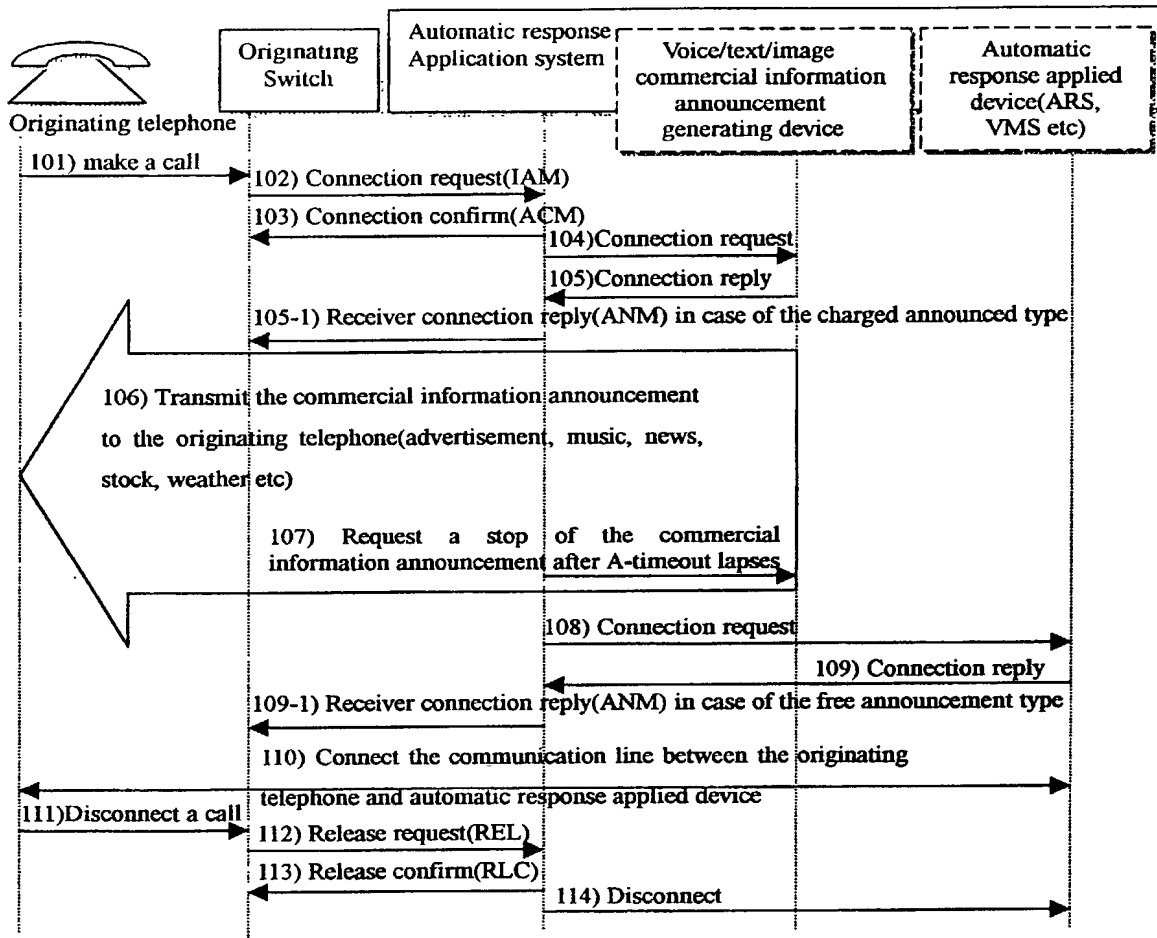 Originating telephone
Originating
Switch
Automatic response
Application system
Voice/text/image
commercial information
announcement
generating device
Automatic
response applied
device(ARS,
VMS etc)
101) make a call
102) Connection request(IAM)
103) Connection confirm(ACM)
104)Connection request
105)Connection reply
105-1) Receiver connection reply(ANM) in case of the charged announced type
106) Transmit the commercial information announcement
to the originating telephone(advertisement, music, news,
stock, weather etc)
107) Request a stop of the commercial
information announcement after A-timeout lapses
108) Connection request
109) Connection reply
109-1) Receiver connection reply(ANM) in case of the free announcement type
110) Connect the communication line between the originating
telephone and automatic response applied device
111)Disconnect a call
112) Release request(REL)
113) Release confirm(RLC)
114) Disconnect